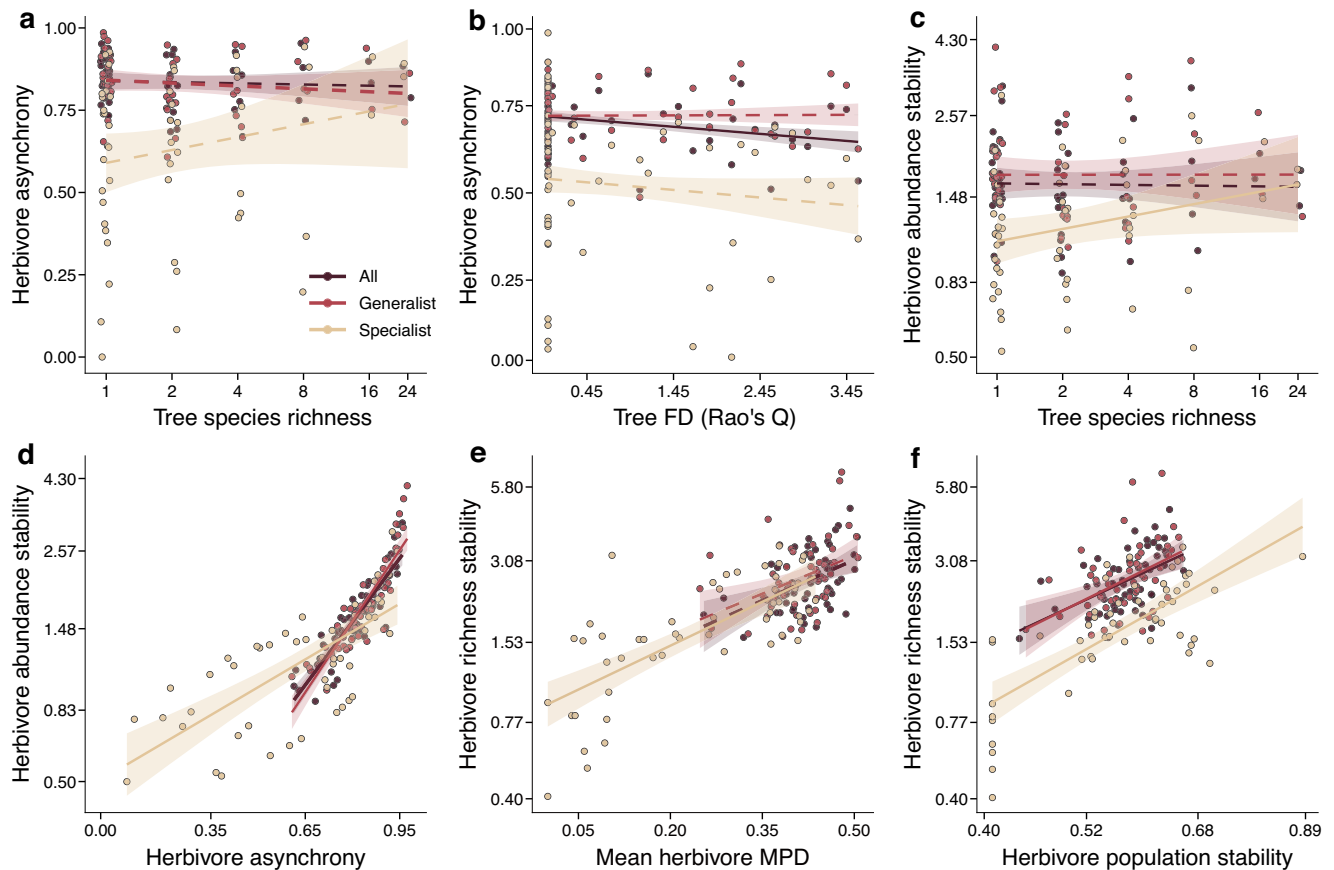 a
Herbivore asynchrony
1.00
0.75
0.50
0.25
0.00
All
Generalist
Specialist
1 2 4 8 16 24
Tree species richness
b
Herbivore asynchrony
1.00
0.75
0.50
0.25
0.00
0.45 1.45 2.45 3.45
Tree FD (Rao's Q)
c
Herbivore abundance stability
4.30
2.57
1.48
0.83
0.50
1 2 4 8 16 24
Tree species richness
d
Herbivore abundance stability
4.30
2.57
1.48
0.83
0.50
0.00 0.35 0.65 0.95
Herbivore asynchrony
e
Herbivore richness stability
5.80
3.08
1.53
0.77
0.40
0.05 0.20 0.35 0.50
Mean herbivore MPD
f
Herbivore richness stability
5.80
3.08
1.53
0.77
0.40
0.40 0.52 0.68 0.89
Herbivore population stability